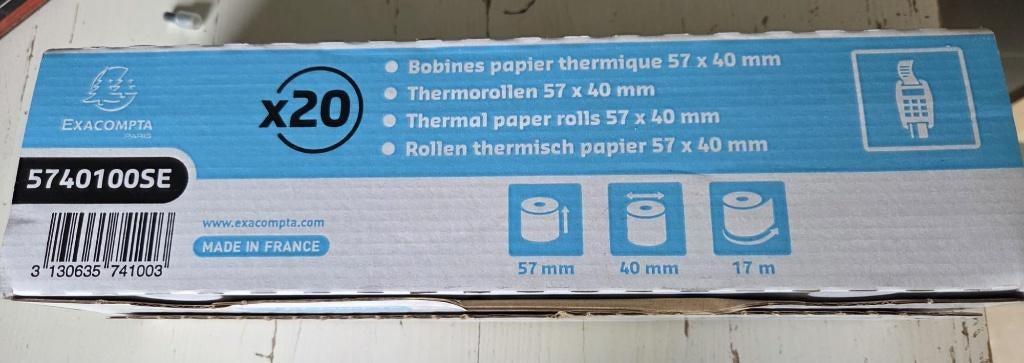 EXACOMPTA
PARIS
x20
Bobines papier thermique 57 x 40 mm
Thermorollen 57 x 40 mm
Thermal paper rolls 57 x 40 mm
Rollen thermisch papier 57 x 40 mm
5740100SE
www.exacompta.com
MADE IN FRANCE
3 130635 741003
57 mm
40 mm
17 m